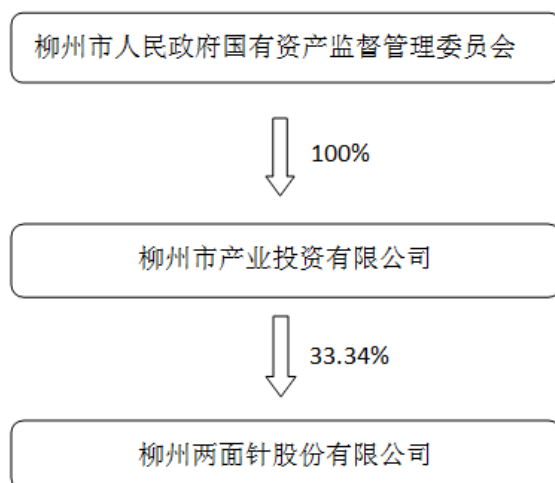 柳州市人民政府国有资产监督管理委员会
100%
柳州市产业投资有限公司
33.34%
柳州两面针股份有限公司